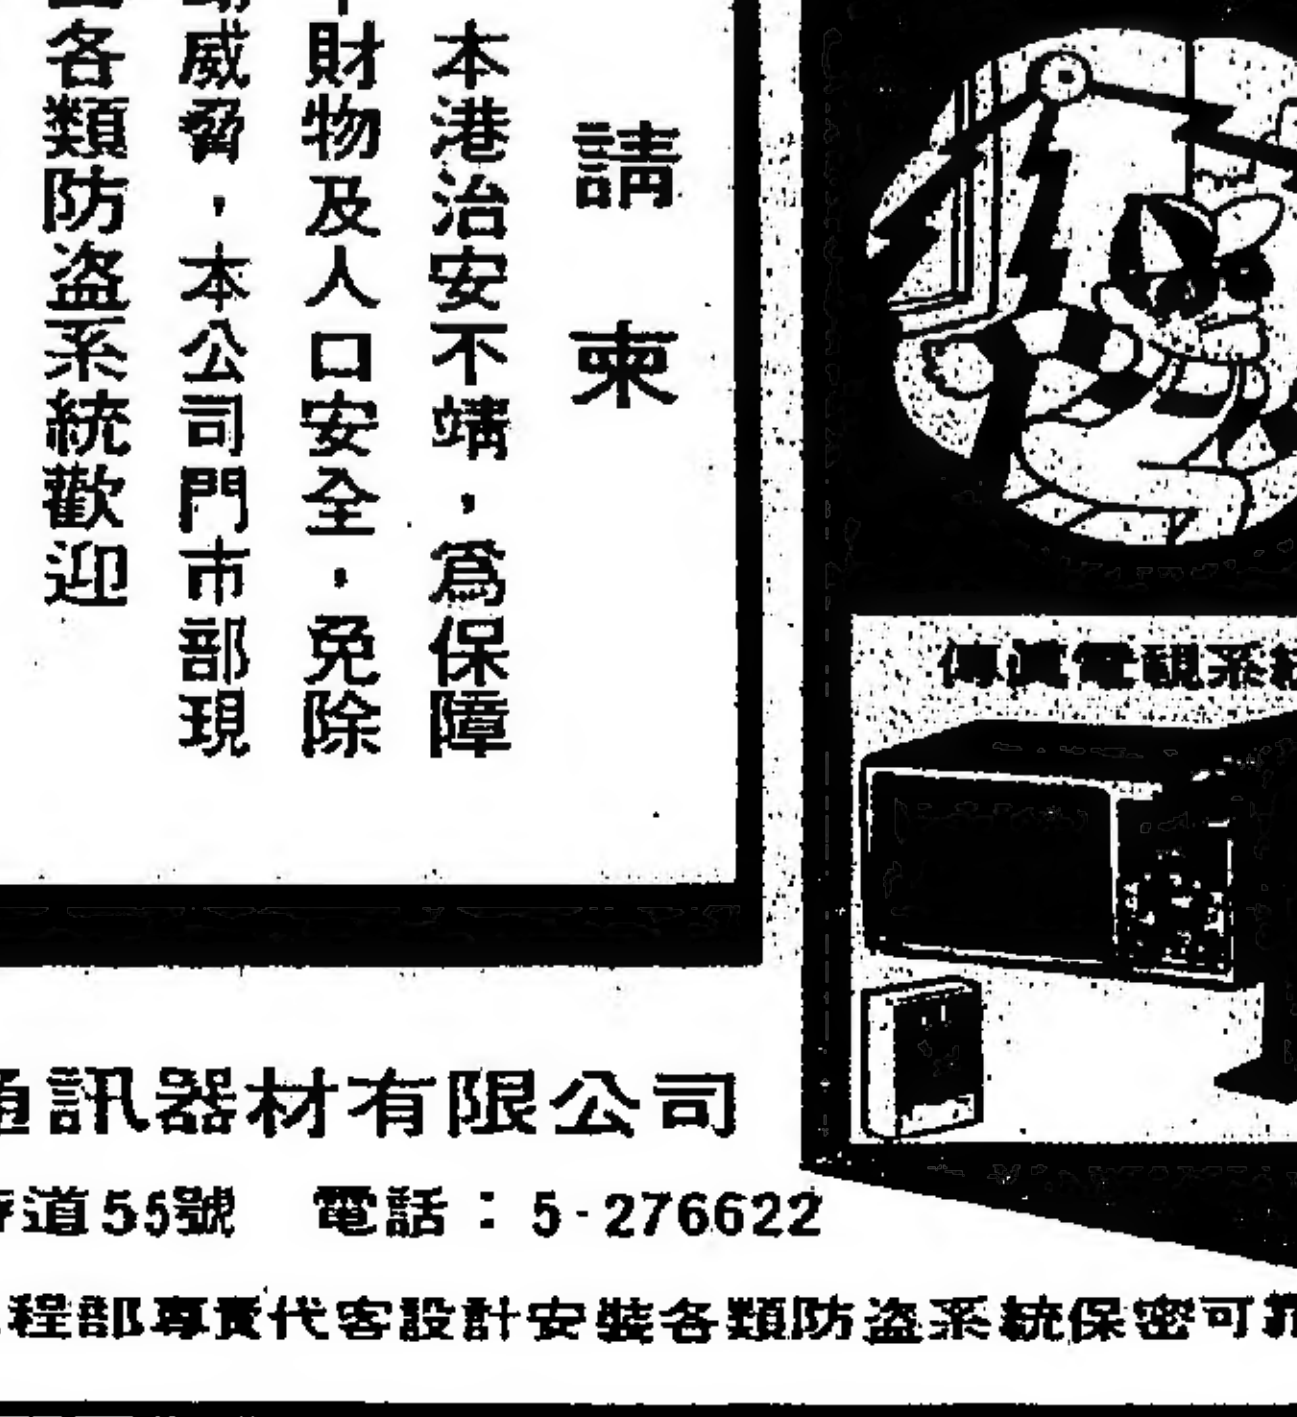 請柬
本港治安不靖，爲保障
財物及人口安全，免除
威脅，本公司門市部現
各類防盜系統歡迎
傳真電視系統
通訊器材有限公司
道55號 電話：5-276622
程部專責代客設計安裝各類防盜系統保密可靠